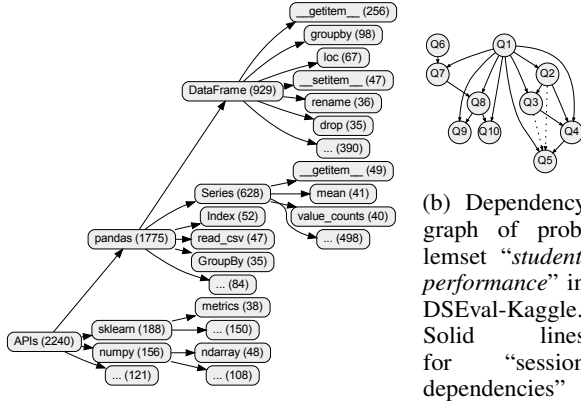 __getitem__ (256)
groupby (98)
loc (67)
DataFrame (929)
__setitem__ (47)
rename (36)
drop (35)
... (390)
__getitem__ (49)
Series (628)
mean (41)
Index (52)
value_counts (40)
pandas (1775)
read_csv (47)
... (498)
GroupBy (35)
... (84)
metrics (38)
APIs (2240)
sklearn (188)
... (150)
numpy (156)
ndarray (48)
... (121)
... (108)
Q6
Q1
Q7
Q2
Q8
Q3
Q9
Q10
Q4
Q5
(b) Dependency
graph of prob
lemset “student
performance” in
DSEval-Kaggle.
Solid lines
for “session
dependencies”